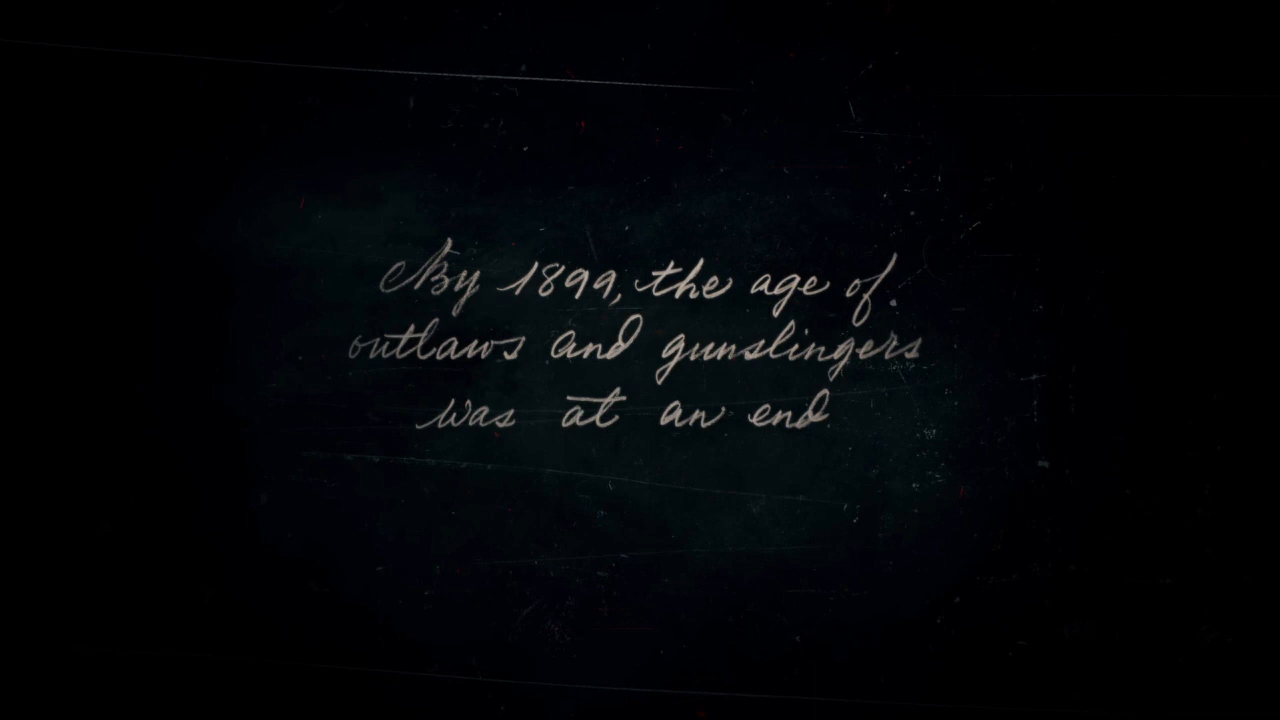 By 1899, the age of
outlaws and gunslingers
was at an end